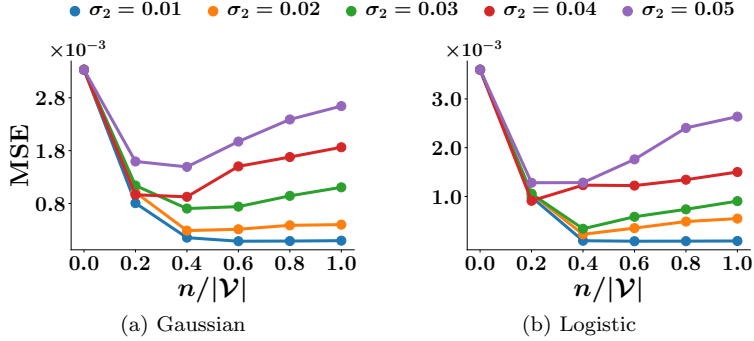 σ₂ = 0.01 σ₂ = 0.02 σ₂ = 0.03 σ₂ = 0.04 σ₂ = 0.05
×10⁻³ ×10⁻³
MSE
2.8
1.8
0.8
3.0
2.0
1.0
0.0 0.2 0.4 0.6 0.8 1.0 0.0 0.2 0.4 0.6 0.8 1.0
n/|𝒱| n/|𝒱|
(a) Gaussian (b) Logistic